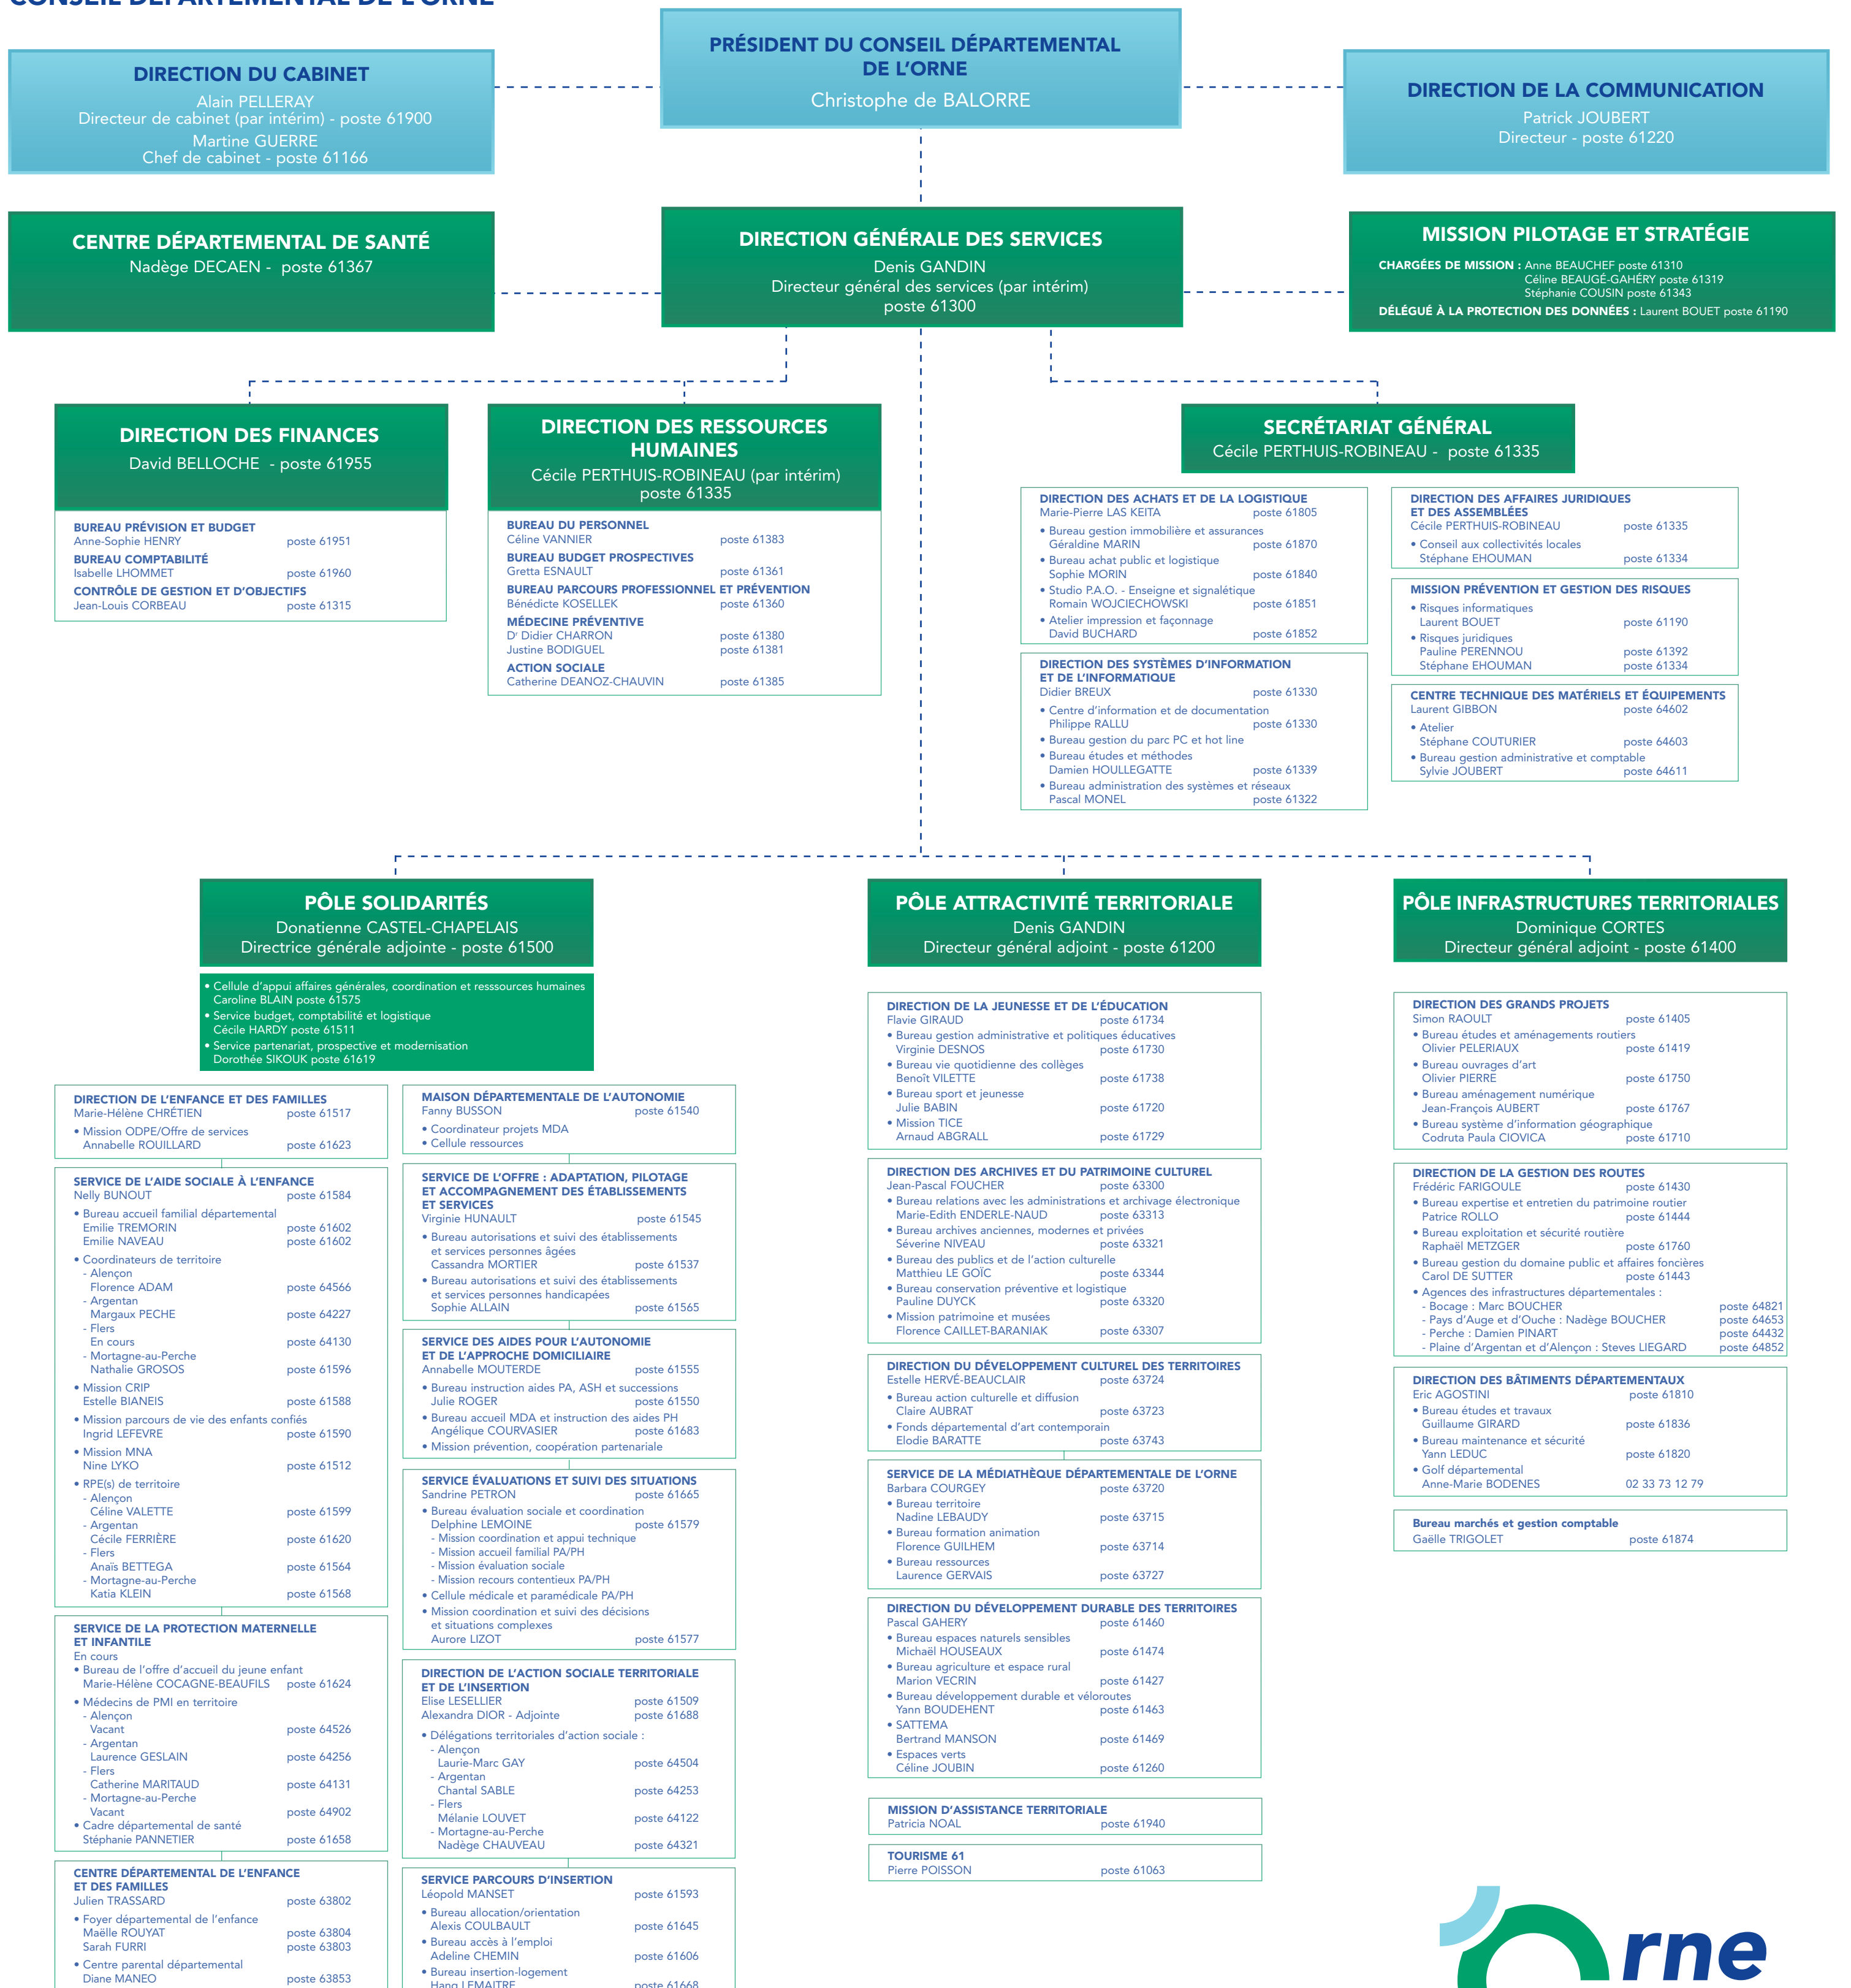 CONSEIL DÉPARTEMENTAL DE L'ORNE
PRÉSIDENT DU CONSEIL DÉPARTEMENTAL
DE L'ORNE
Christophe de BALORRE
DIRECTION DU CABINET
Alain PELLERAY
Directeur de cabinet (par intérim) - poste 61900
Martine GUERRE
Chef de cabinet - poste 61166
DIRECTION DE LA COMMUNICATION
Patrick JOUBERT
Directeur - poste 61220
CENTRE DÉPARTEMENTAL DE SANTÉ
Nadège DECAEN - poste 61367
DIRECTION GÉNÉRALE DES SERVICES
Denis GANDIN
Directeur général des services (par intérim)
poste 61300
MISSION PILOTAGE ET STRATÉGIE
CHARGÉES DE MISSION : Anne BEAUCHEF poste 61310
Céline BEAUGÉ-GAHÉRY poste 61319
Stéphanie COUSIN poste 61343
DÉLÉGUÉ À LA PROTECTION DES DONNÉES : Laurent BOUET poste 61190
DIRECTION DES FINANCES
David BELLOCHE - poste 61955
BUREAU PRÉVISION ET BUDGET
Anne-Sophie HENRY poste 61951
BUREAU COMPTABILITÉ
Isabelle LHOMMET poste 61960
CONTRÔLE DE GESTION ET D'OBJECTIFS
Jean-Louis CORBEAU poste 61315
DIRECTION DES RESSOURCES
HUMAINES
Cécile PERTHUIS-ROBINEAU (par intérim)
poste 61335
BUREAU DU PERSONNEL
Céline VANNIER poste 61383
BUREAU BUDGET PROSPECTIVES
Gretta ESNAULT poste 61361
BUREAU PARCOURS PROFESSIONNEL ET PRÉVENTION
Bénédicte KOSELLEK poste 61360
MÉDECINE PRÉVENTIVE
Dr Didier CHARRON poste 61380
Justine BODIGUEL poste 61381
ACTION SOCIALE
Catherine DEANOZ-CHAUVIN poste 61385
SECRÉTARIAT GÉNÉRAL
Cécile PERTHUIS-ROBINEAU - poste 61335
DIRECTION DES ACHATS ET DE LA LOGISTIQUE
Marie-Pierre LAS KEITA poste 61805
• Bureau gestion immobilière et assurances
Géraldine MARIN poste 61870
• Bureau achat public et logistique
Sophie MORIN poste 61840
• Studio P.A.O. - Enseigne et signalétique
Romain WOJCIECHOWSKI poste 61851
• Atelier impression et façonnage
David BUCHARD poste 61852
DIRECTION DES SYSTÈMES D'INFORMATION
ET DE L'INFORMATIQUE
Didier BREUX poste 61330
• Centre d'information et de documentation
Philippe RALLU poste 61330
• Bureau gestion du parc PC et hot line
• Bureau études et méthodes
Damien HOULLEGATTE poste 61339
• Bureau administration des systèmes et réseaux
Pascal MONEL poste 61322
DIRECTION DES AFFAIRES JURIDIQUES
ET DES ASSEMBLÉES
Cécile PERTHUIS-ROBINEAU poste 61335
• Conseil aux collectivités locales
Stéphane EHOUMAN poste 61334
MISSION PRÉVENTION ET GESTION DES RISQUES
• Risques informatiques
Laurent BOUET poste 61190
• Risques juridiques
Pauline PERENNOU poste 61392
Stéphane EHOUMAN poste 61334
CENTRE TECHNIQUE DES MATÉRIELS ET ÉQUIPEMENTS
Laurent GIBBON poste 64602
• Atelier
Stéphane COUTURIER poste 64603
• Bureau gestion administrative et comptable
Sylvie JOUBERT poste 64611
PÔLE SOLIDARITÉS
Donatienne CASTEL-CHAPELAIS
Directrice générale adjointe - poste 61500
• Cellule d'appui affaires générales, coordination et resssources humaines
Caroline BLAIN poste 61575
• Service budget, comptabilité et logistique
Cécile HARDY poste 61511
• Service partenariat, prospective et modernisation
Dorothée SIKOUK poste 61619
DIRECTION DE L'ENFANCE ET DES FAMILLES
Marie-Hélène CHRÉTIEN poste 61517
• Mission ODPE/Offre de services
Annabelle ROUILLARD poste 61623
SERVICE DE L'AIDE SOCIALE À L'ENFANCE
Nelly BUNOUT poste 61584
• Bureau accueil familial départemental
Emilie TREMORIN poste 61602
Emilie NAVEAU poste 61602
• Coordinateurs de territoire
- Alençon
Florence ADAM poste 64566
- Argentan
Margaux PECHE poste 64227
- Flers
En cours poste 64130
- Mortagne-au-Perche
Nathalie GROSOS poste 61596
• Mission CRIP
Estelle BIANEIS poste 61588
• Mission parcours de vie des enfants confiés
Ingrid LEFEVRE poste 61590
• Mission MNA
Nine LYKO poste 61512
• RPE(s) de territoire
- Alençon
Céline VALETTE poste 61599
- Argentan
Cécile FERRIÈRE poste 61620
- Flers
Anaïs BETTEGA poste 61564
- Mortagne-au-Perche
Katia KLEIN poste 61568
SERVICE DE LA PROTECTION MATERNELLE
ET INFANTILE
En cours
• Bureau de l'offre d'accueil du jeune enfant
Marie-Hélène COCAGNE-BEAUFILS poste 61624
• Médecins de PMI en territoire
- Alençon
Vacant poste 64526
- Argentan
Laurence GESLAIN poste 64256
- Flers
Catherine MARITAUD poste 64131
- Mortagne-au-Perche
Vacant poste 64902
• Cadre départemental de santé
Stéphanie PANNETIER poste 61658
CENTRE DÉPARTEMENTAL DE L'ENFANCE
ET DES FAMILLES
Julien TRASSARD poste 63802
• Foyer départemental de l'enfance
Maëlle ROUYAT poste 63804
Sarah FURRI poste 63803
• Centre parental départemental
Diane MANEO poste 63853
MAISON DÉPARTEMENTALE DE L'AUTONOMIE
Fanny BUSSON poste 61540
• Coordinateur projets MDA
• Cellule ressources
SERVICE DE L'OFFRE : ADAPTATION, PILOTAGE
ET ACCOMPAGNEMENT DES ÉTABLISSEMENTS
ET SERVICES
Virginie HUNAULT poste 61545
• Bureau autorisations et suivi des établissements
et services personnes âgées
Cassandra MORTIER poste 61537
• Bureau autorisations et suivi des établissements
et services personnes handicapées
Sophie ALLAIN poste 61565
SERVICE DES AIDES POUR L'AUTONOMIE
ET DE L'APPROCHE DOMICILIAIRE
Annabelle MOUTERDE poste 61555
• Bureau instruction aides PA, ASH et successions
Julie ROGER poste 61550
• Bureau accueil MDA et instruction des aides PH
Angélique COURVASIER poste 61683
• Mission prévention, coopération partenariale
SERVICE ÉVALUATIONS ET SUIVI DES SITUATIONS
Sandrine PETRON poste 61665
• Bureau évaluation sociale et coordination
Delphine LEMOINE poste 61579
- Mission coordination et appui technique
- Mission accueil familial PA/PH
- Mission évaluation sociale
- Mission recours contentieux PA/PH
• Cellule médicale et paramédicale PA/PH
• Mission coordination et suivi des décisions
et situations complexes
Aurore LIZOT poste 61577
DIRECTION DE L'ACTION SOCIALE TERRITORIALE
ET DE L'INSERTION
Elise LESELLIER poste 61509
Alexandra DIOR - Adjointe poste 61688
• Délégations territoriales d'action sociale :
- Alençon
Laurie-Marc GAY poste 64504
- Argentan
Chantal SABLE poste 64253
- Flers
Mélanie LOUVET poste 64122
- Mortagne-au-Perche
Nadège CHAUVEAU poste 64321
SERVICE PARCOURS D'INSERTION
Léopold MANSET poste 61593
• Bureau allocation/orientation
Alexis COULBAULT poste 61645
• Bureau accès à l'emploi
Adeline CHEMIN poste 61606
• Bureau insertion-logement
Hang LEMAITRE poste 61668
PÔLE ATTRACTIVITÉ TERRITORIALE
Denis GANDIN
Directeur général adjoint - poste 61200
DIRECTION DE LA JEUNESSE ET DE L'ÉDUCATION
Flavie GIRAUD poste 61734
• Bureau gestion administrative et politiques éducatives
Virginie DESNOS poste 61730
• Bureau vie quotidienne des collèges
Benoît VILETTE poste 61738
• Bureau sport et jeunesse
Julie BABIN poste 61720
• Mission TICE
Arnaud ABGRALL poste 61729
DIRECTION DES ARCHIVES ET DU PATRIMOINE CULTUREL
Jean-Pascal FOUCHER poste 63300
• Bureau relations avec les administrations et archivage électronique
Marie-Edith ENDERLE-NAUD poste 63313
• Bureau archives anciennes, modernes et privées
Séverine NIVEAU poste 63321
• Bureau des publics et de l'action culturelle
Matthieu LE GOÏC poste 63344
• Bureau conservation préventive et logistique
Pauline DUYCK poste 63320
• Mission patrimoine et musées
Florence CAILLET-BARANIAK poste 63307
DIRECTION DU DÉVELOPPEMENT CULTUREL DES TERRITOIRES
Estelle HERVÉ-BEAUCLAIR poste 63724
• Bureau action culturelle et diffusion
Claire AUBRAT poste 63723
• Fonds départemental d'art contemporain
Elodie BARATTE poste 63743
SERVICE DE LA MÉDIATHÈQUE DÉPARTEMENTALE DE L'ORNE
Barbara COURGEY poste 63720
• Bureau territoire
Nadine LEBAUDY poste 63715
• Bureau formation animation
Florence GUILHEM poste 63714
• Bureau ressources
Laurence GERVAIS poste 63727
DIRECTION DU DÉVELOPPEMENT DURABLE DES TERRITOIRES
Pascal GAHERY poste 61460
• Bureau espaces naturels sensibles
Michaël HOUSEAUX poste 61474
• Bureau agriculture et espace rural
Marion VECRIN poste 61427
• Bureau développement durable et véloroutes
Yann BOUDEHENT poste 61463
• SATTEMA
Bertrand MANSON poste 61469
• Espaces verts
Céline JOUBIN poste 61260
MISSION D'ASSISTANCE TERRITORIALE
Patricia NOAL poste 61940
TOURISME 61
Pierre POISSON poste 61063
PÔLE INFRASTRUCTURES TERRITORIALES
Dominique CORTES
Directeur général adjoint - poste 61400
DIRECTION DES GRANDS PROJETS
Simon RAOULT poste 61405
• Bureau études et aménagements routiers
Olivier PELERIAUX poste 61419
• Bureau ouvrages d'art
Olivier PIERRE poste 61750
• Bureau aménagement numérique
Jean-François AUBERT poste 61767
• Bureau système d'information géographique
Codruta Paula CIOVICA poste 61710
DIRECTION DE LA GESTION DES ROUTES
Frédéric FARIGOULE poste 61430
• Bureau expertise et entretien du patrimoine routier
Patrice ROLLO poste 61444
• Bureau exploitation et sécurité routière
Raphaël METZGER poste 61760
• Bureau gestion du domaine public et affaires foncières
Carol DE SUTTER poste 61443
• Agences des infrastructures départementales :
- Bocage : Marc BOUCHER poste 64821
- Pays d'Auge et d'Ouche : Nadège BOUCHER poste 64653
- Perche : Damien PINART poste 64432
- Plaine d'Argentan et d'Alençon : Steves LIEGARD poste 64852
DIRECTION DES BÂTIMENTS DÉPARTEMENTAUX
Eric AGOSTINI poste 61810
• Bureau études et travaux
Guillaume GIRARD poste 61836
• Bureau maintenance et sécurité
Yann LEDUC poste 61820
• Golf départemental
Anne-Marie BODENES 02 33 73 12 79
Bureau marchés et gestion comptable
Gaëlle TRIGOLET poste 61874
Orne